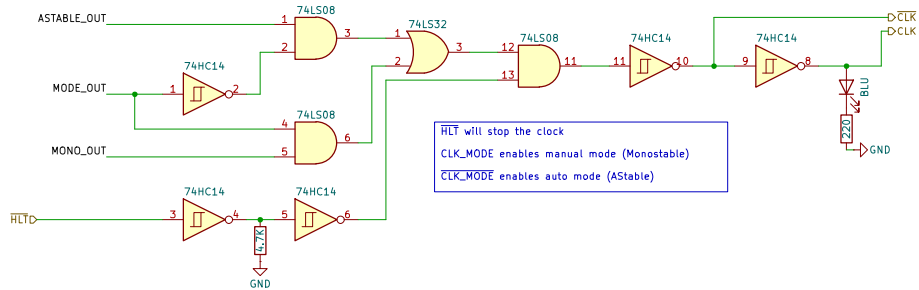 ASTABLE_OUT
1
2
74LS08
3
74HC14
MODE_OUT
1
2
1
2
74LS32
3
74LS08
4
5
6
MONO_OUT
12
13
74LS08
11
74HC14
11
10
74HC14
9
8
CLK
CLK
BLU
220
GND
HLT will stop the clock
CLK_MODE enables manual mode (Monostable)
CLK_MODE enables auto mode (AStable)
HLT
74HC14
3
4
74HC14
5
6
4.7K
GND